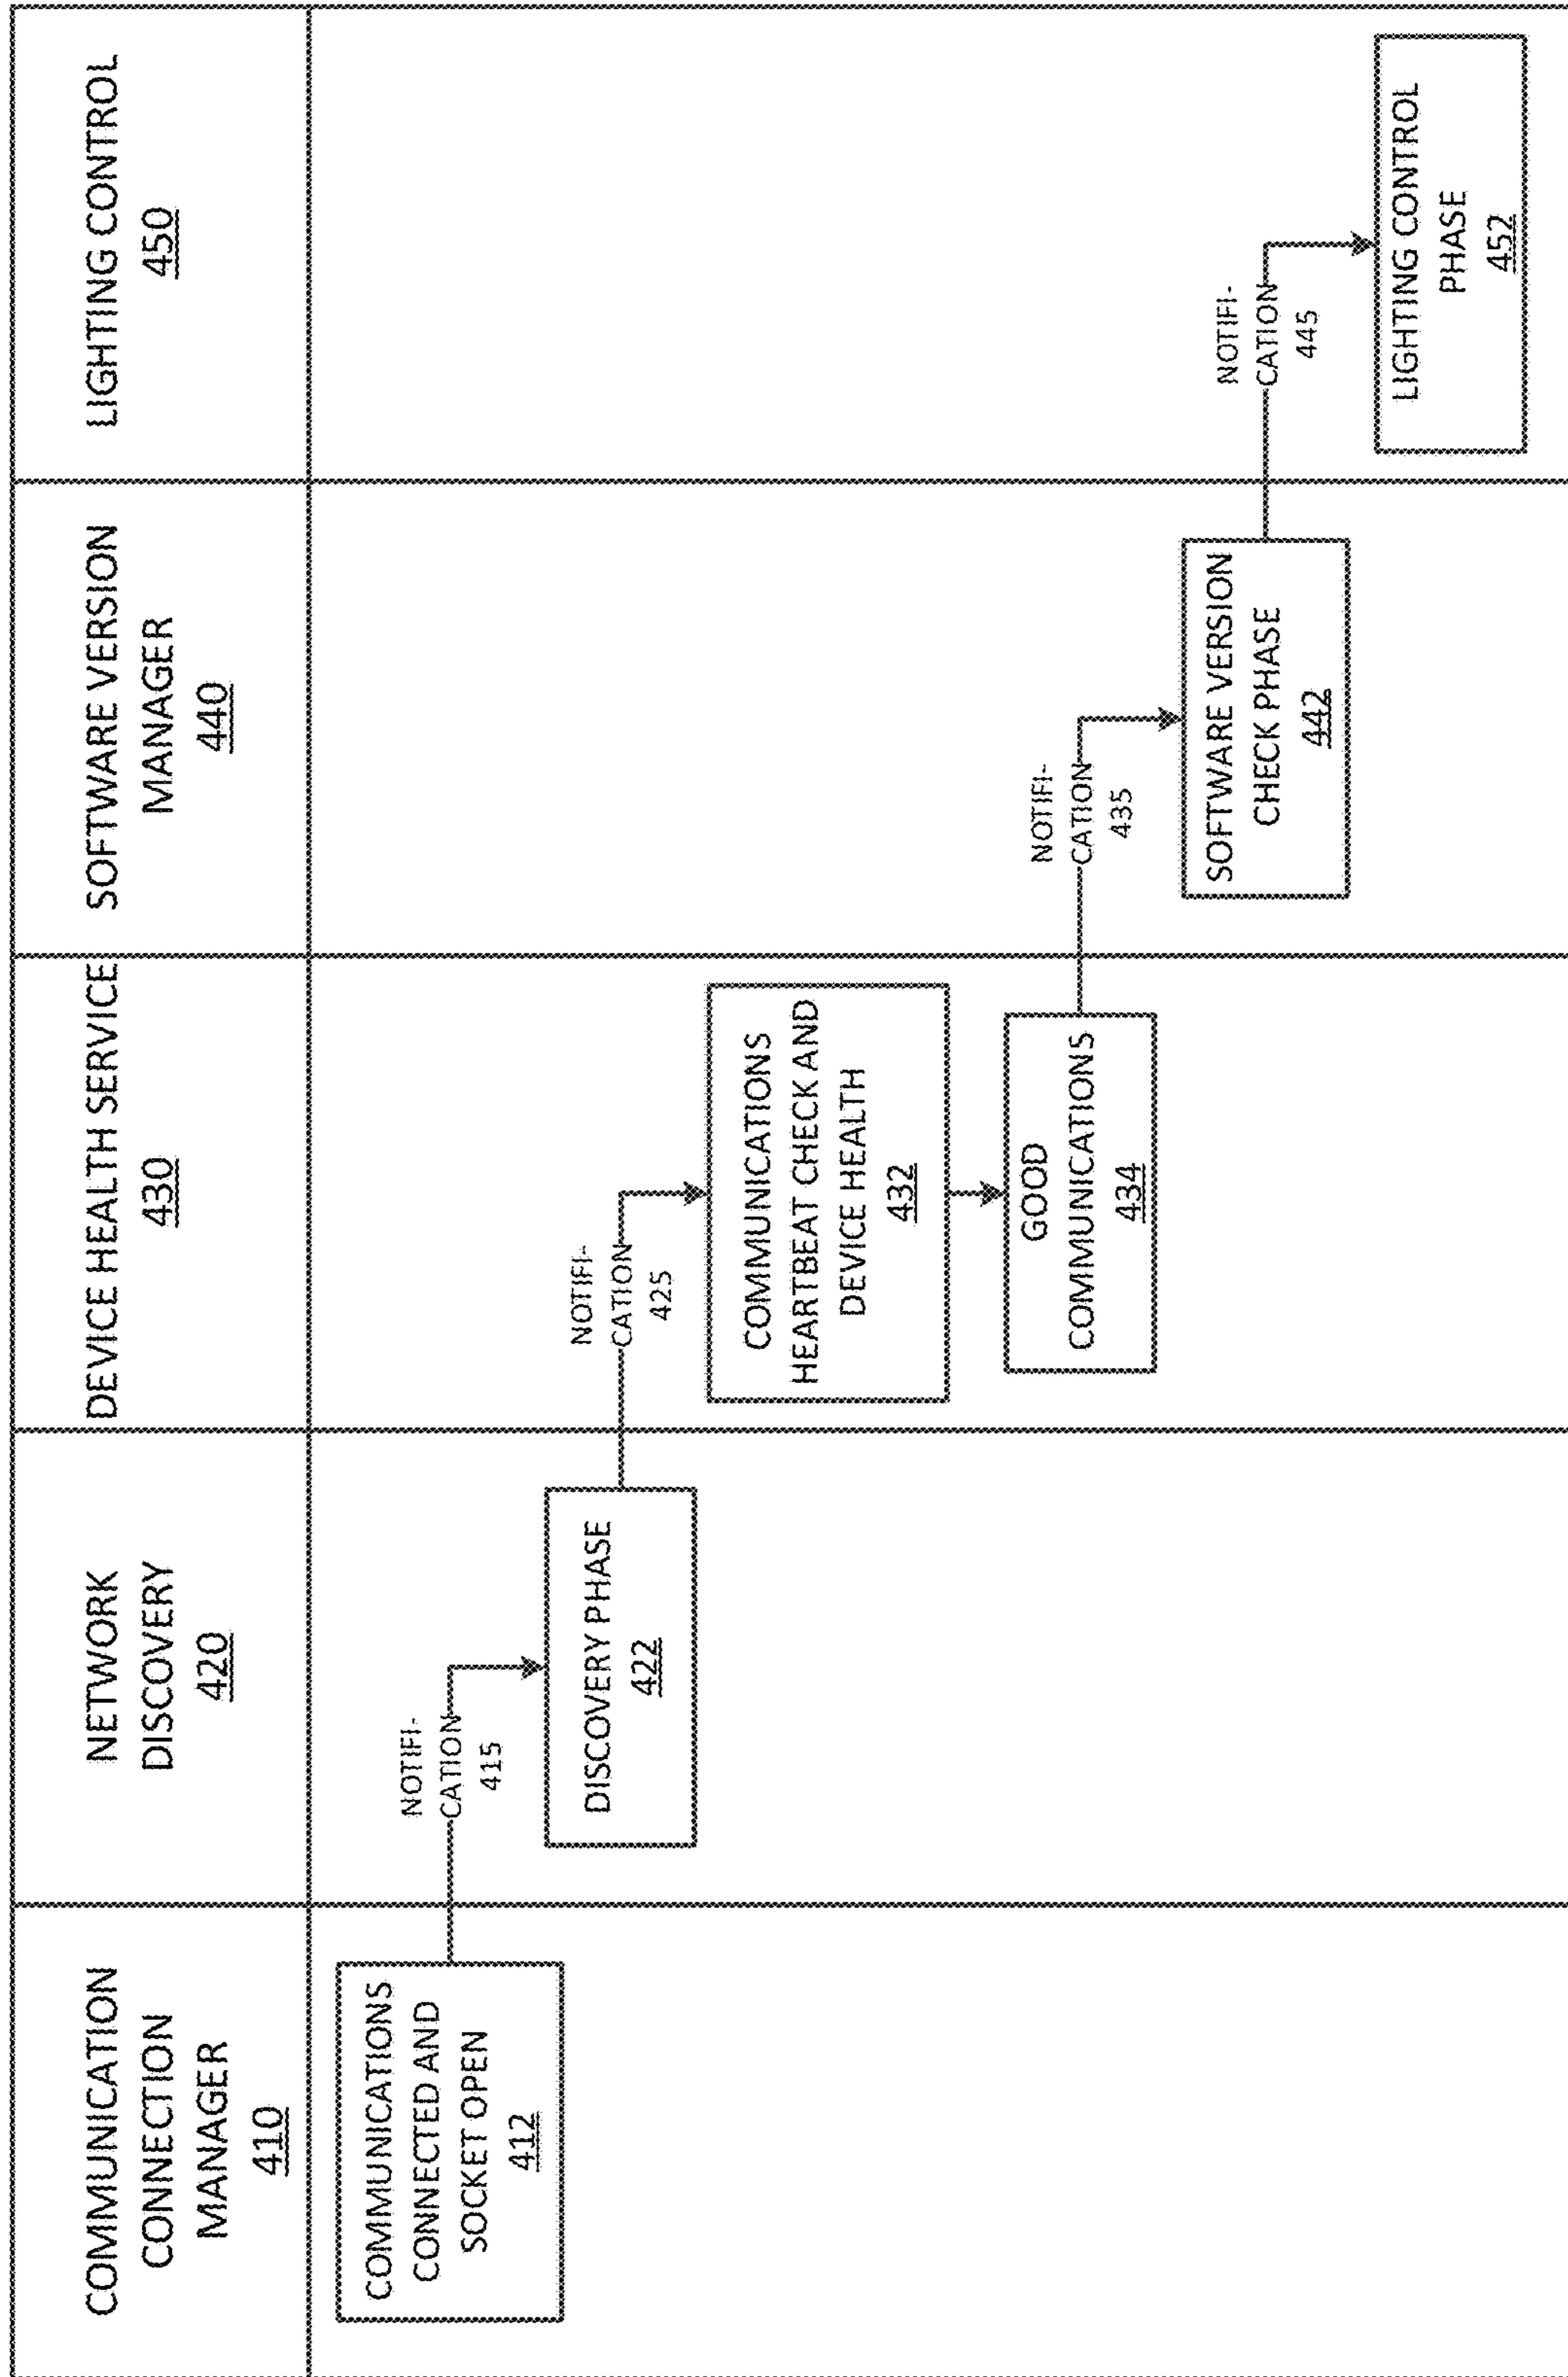 COMMUNICATION
CONNECTION
MANAGER
410
NETWORK
DISCOVERY
420
DEVICE HEALTH SERVICE
430
SOFTWARE VERSION
MANAGER
440
LIGHTING CONTROL
450
COMMUNICATIONS
CONNECTED AND
SOCKET OPEN
412
NOTIFI-
CATION
415
DISCOVERY PHASE
422
NOTIFI-
CATION
425
COMMUNICATIONS
HEARTBEAT CHECK AND
DEVICE HEALTH
432
GOOD
COMMUNICATIONS
434
NOTIFI-
CATION
435
SOFTWARE VERSION
CHECK PHASE
442
NOTIFI-
CATION
445
LIGHTING CONTROL
PHASE
452